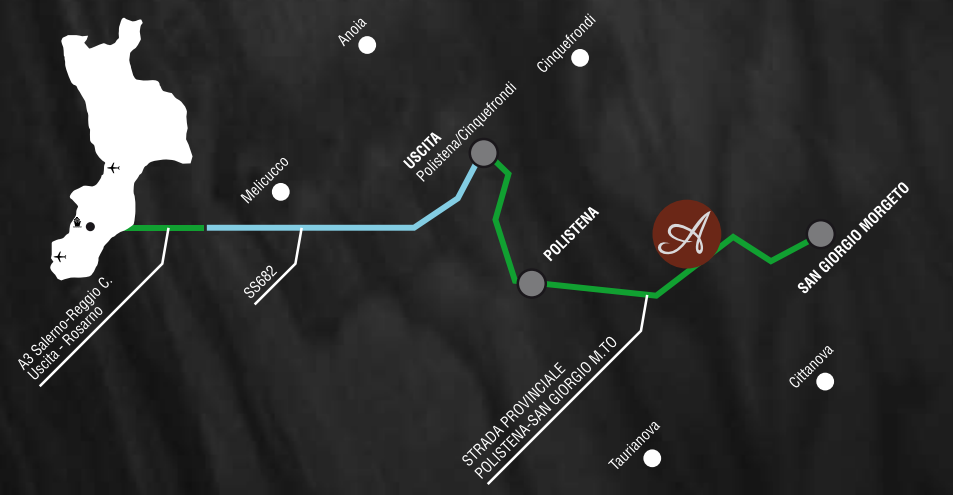 Anoia
Cinquefrondi
USCITA
Polistena/Cinquefrondi
Melicucco
A
POLISTENA
SAN GIORGIO MORGETO
A3 Salerno-Reggio C.
Uscita - Rosarno
SS682
STRADA PROVINCIALE
POLISTENA-SAN GIORGIO M.TO
Cittanova
Taurianova